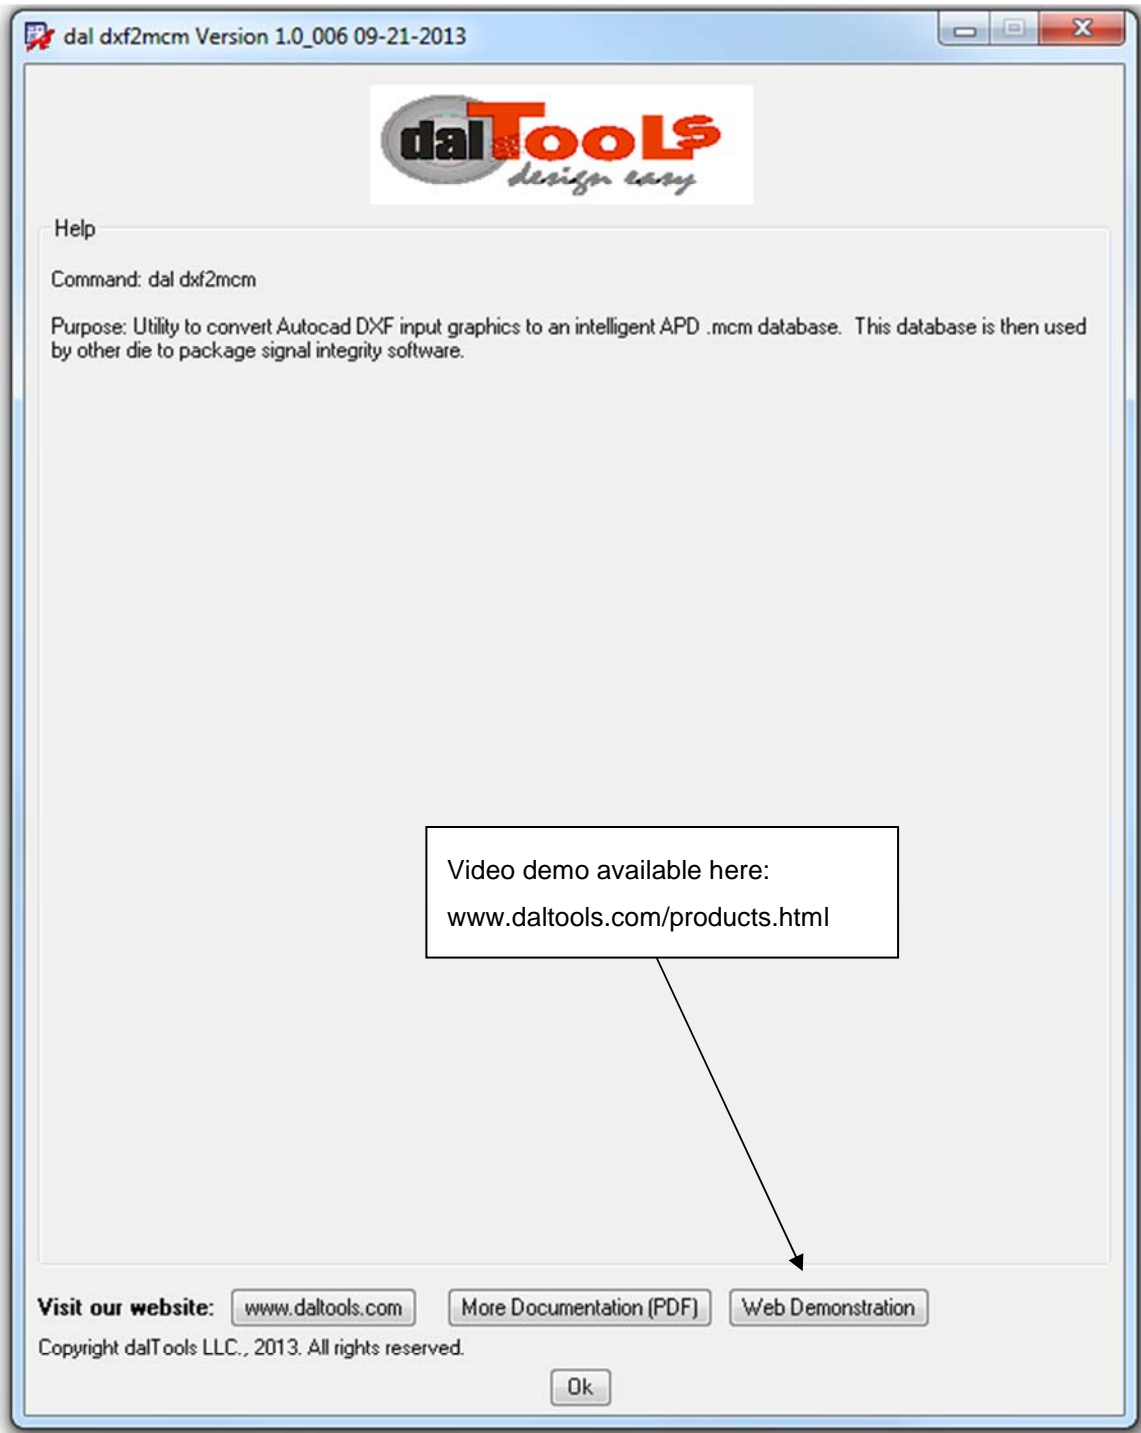 dal dxf2mcm Version 1.0_006 09-21-2013
dalTooLs
design easy
Help
Command: dal dxf2mcm
Purpose: Utility to convert Autocad DXF input graphics to an intelligent APD .mcm database.  This database is then used
by other die to package signal integrity software.
Video demo available here:
www.daltools.com/products.html
Visit our website: www.daltools.com More Documentation (PDF) Web Demonstration
Copyright dalTools LLC., 2013. All rights reserved.
Ok